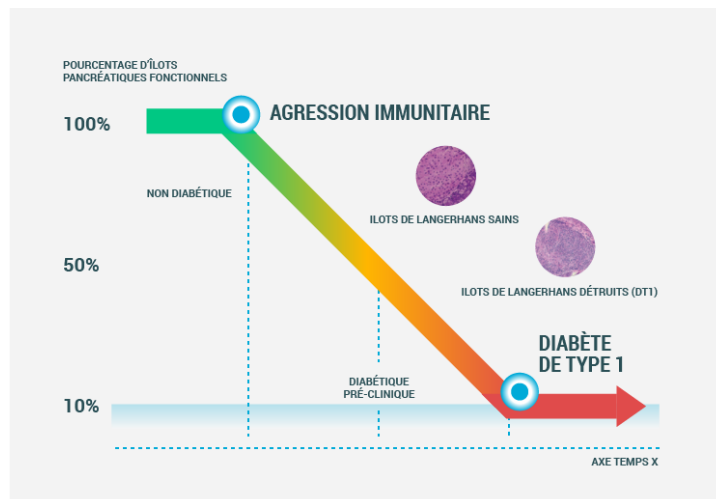 POURCENTAGE D'ÎLOTS
PANCRÉATIQUES FONCTIONNELS
100%
AGRESSION IMMUNITAIRE
NON DIABÉTIQUE
ILOTS DE LANGERHANS SAINS
50%
ILOTS DE LANGERHANS DÉTRUITS (DT1)
DIABÈTE
DE TYPE 1
DIABÉTIQUE
PRÉ-CLINIQUE
10%
AXE TEMPS X